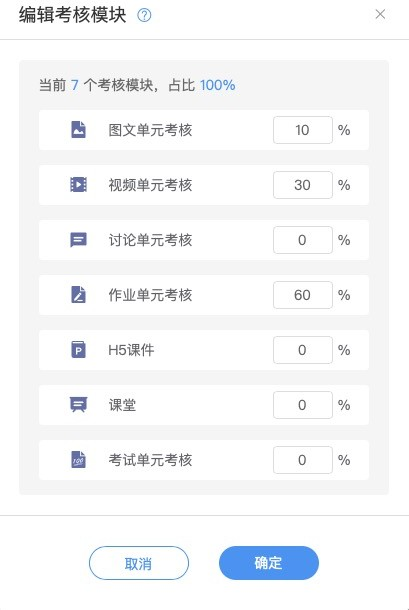 编辑考核模块 ?
当前 7 个考核模块，占比 100%
图文单元考核 10 %
视频单元考核 30 %
讨论单元考核 0 %
作业单元考核 60 %
P H5课件 0 %
课堂 0 %
100 考试单元考核 0 %
取消 确定